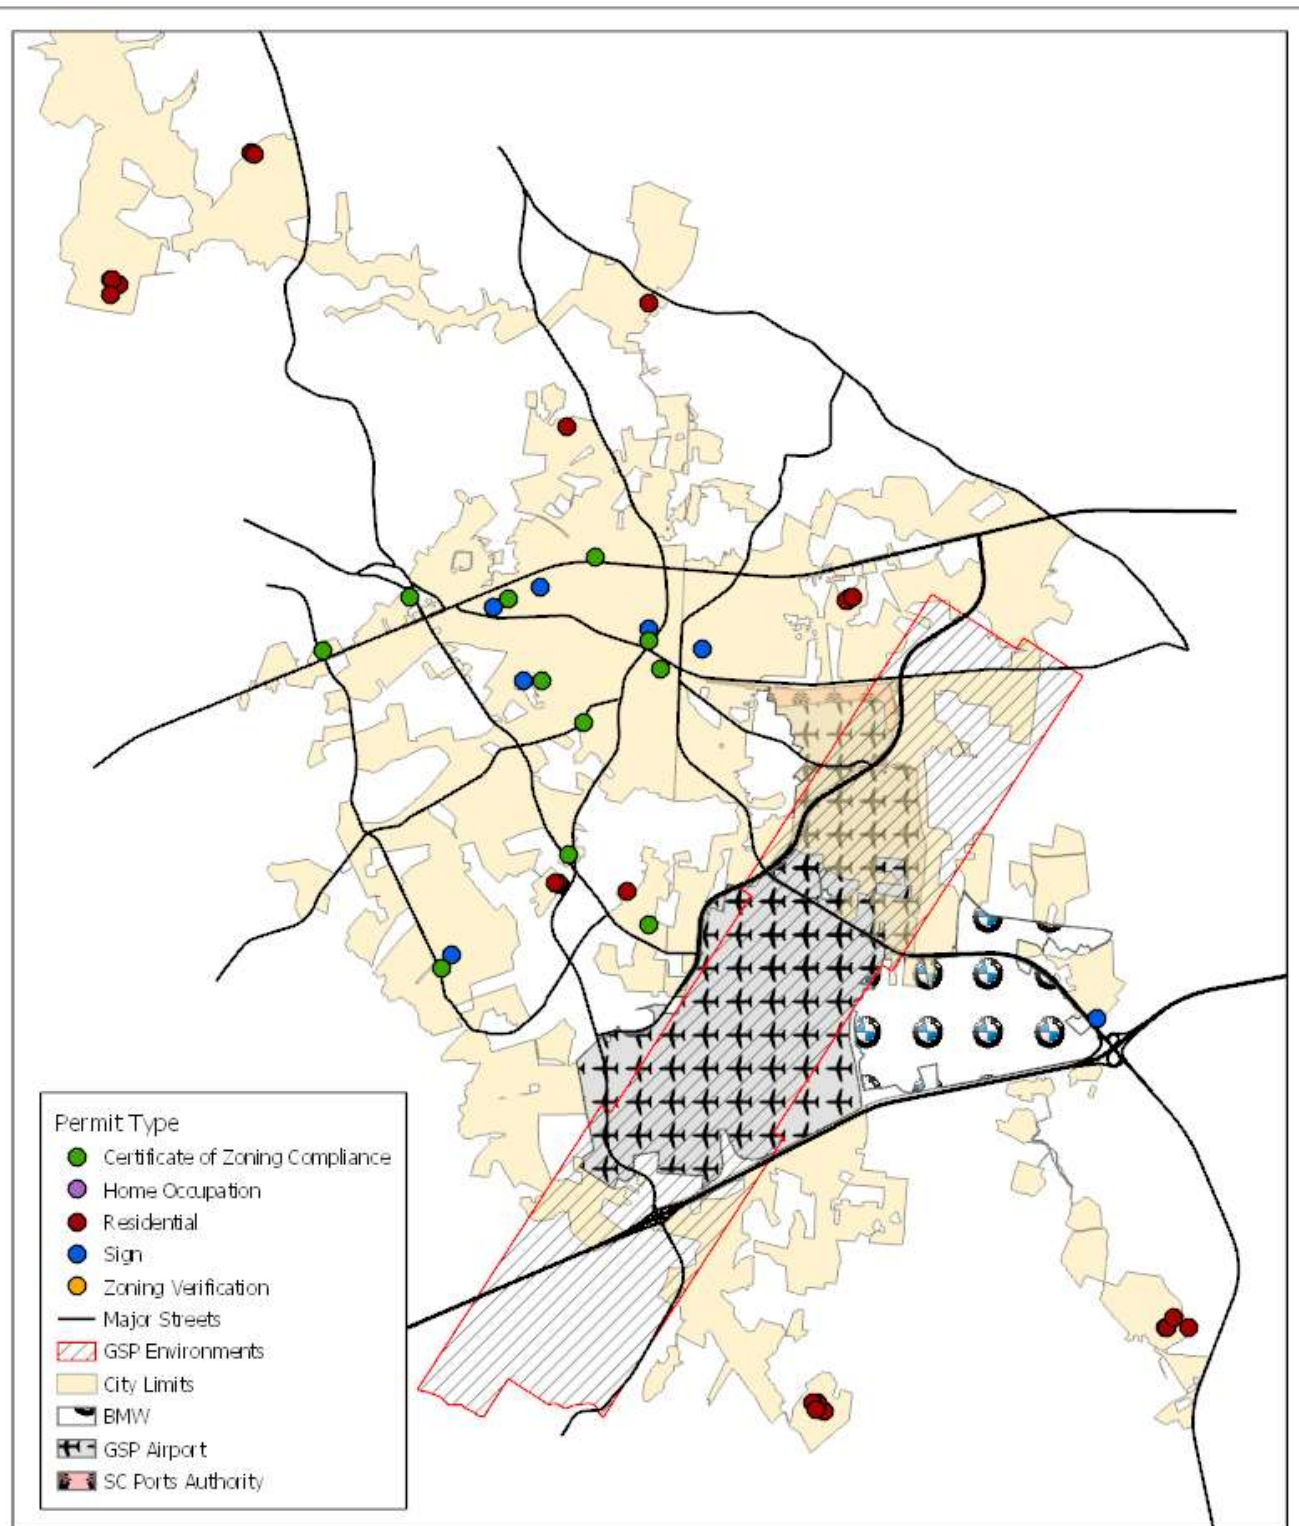 Permit Type
Certificate of Zoning Compliance
Home Occupation
Residential
Sign
Zoning Verification
Major Streets
GSP Environments
City Limits
BMW
GSP Airport
SC Ports Authority